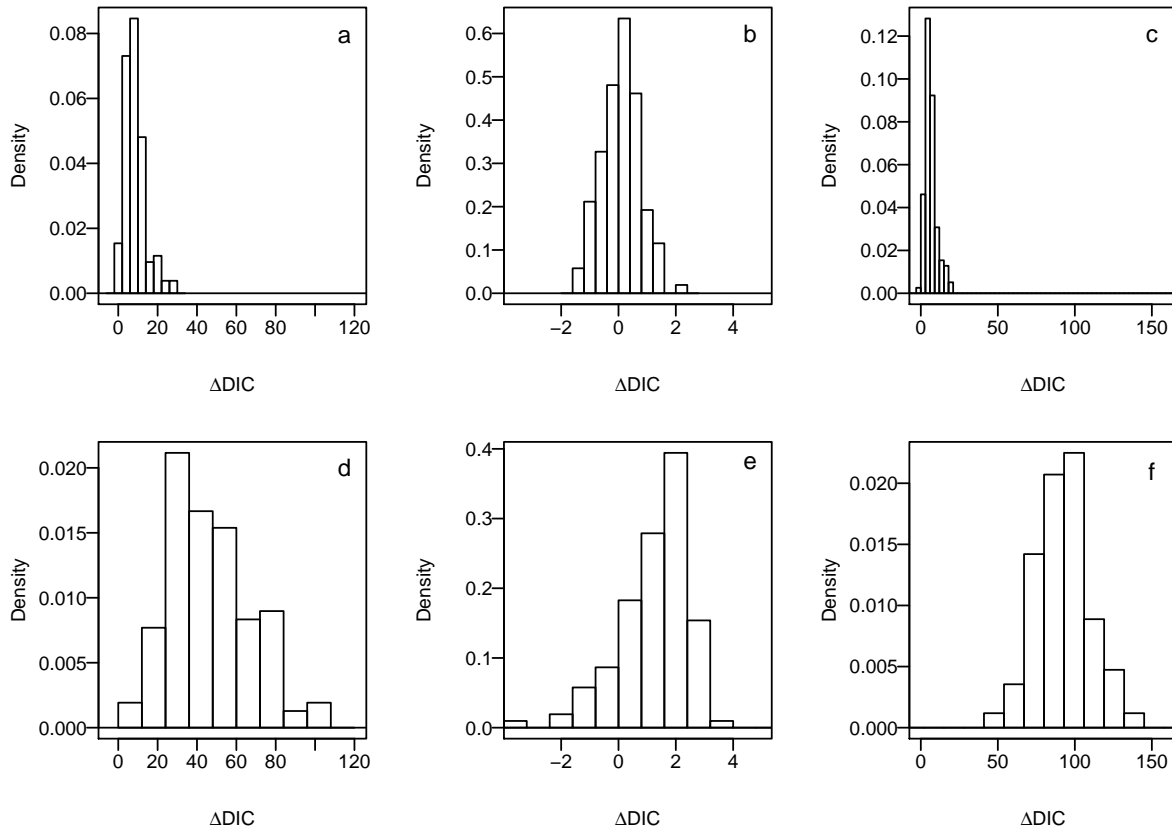 a
0.08
0.06
0.04
0.02
0.00
Density
0 20 40 60 80 120
ΔDIC
b
0.6
0.5
0.4
0.3
0.2
0.1
0.0
Density
−2 0 2 4
ΔDIC
c
0.12
0.10
0.08
0.06
0.04
0.02
0.00
Density
0 50 100 150
ΔDIC
d
0.020
0.015
0.010
0.005
0.000
Density
0 20 40 60 80 120
ΔDIC
e
0.4
0.3
0.2
0.1
0.0
Density
−2 0 2 4
ΔDIC
f
0.020
0.015
0.010
0.005
0.000
Density
0 50 100 150
ΔDIC